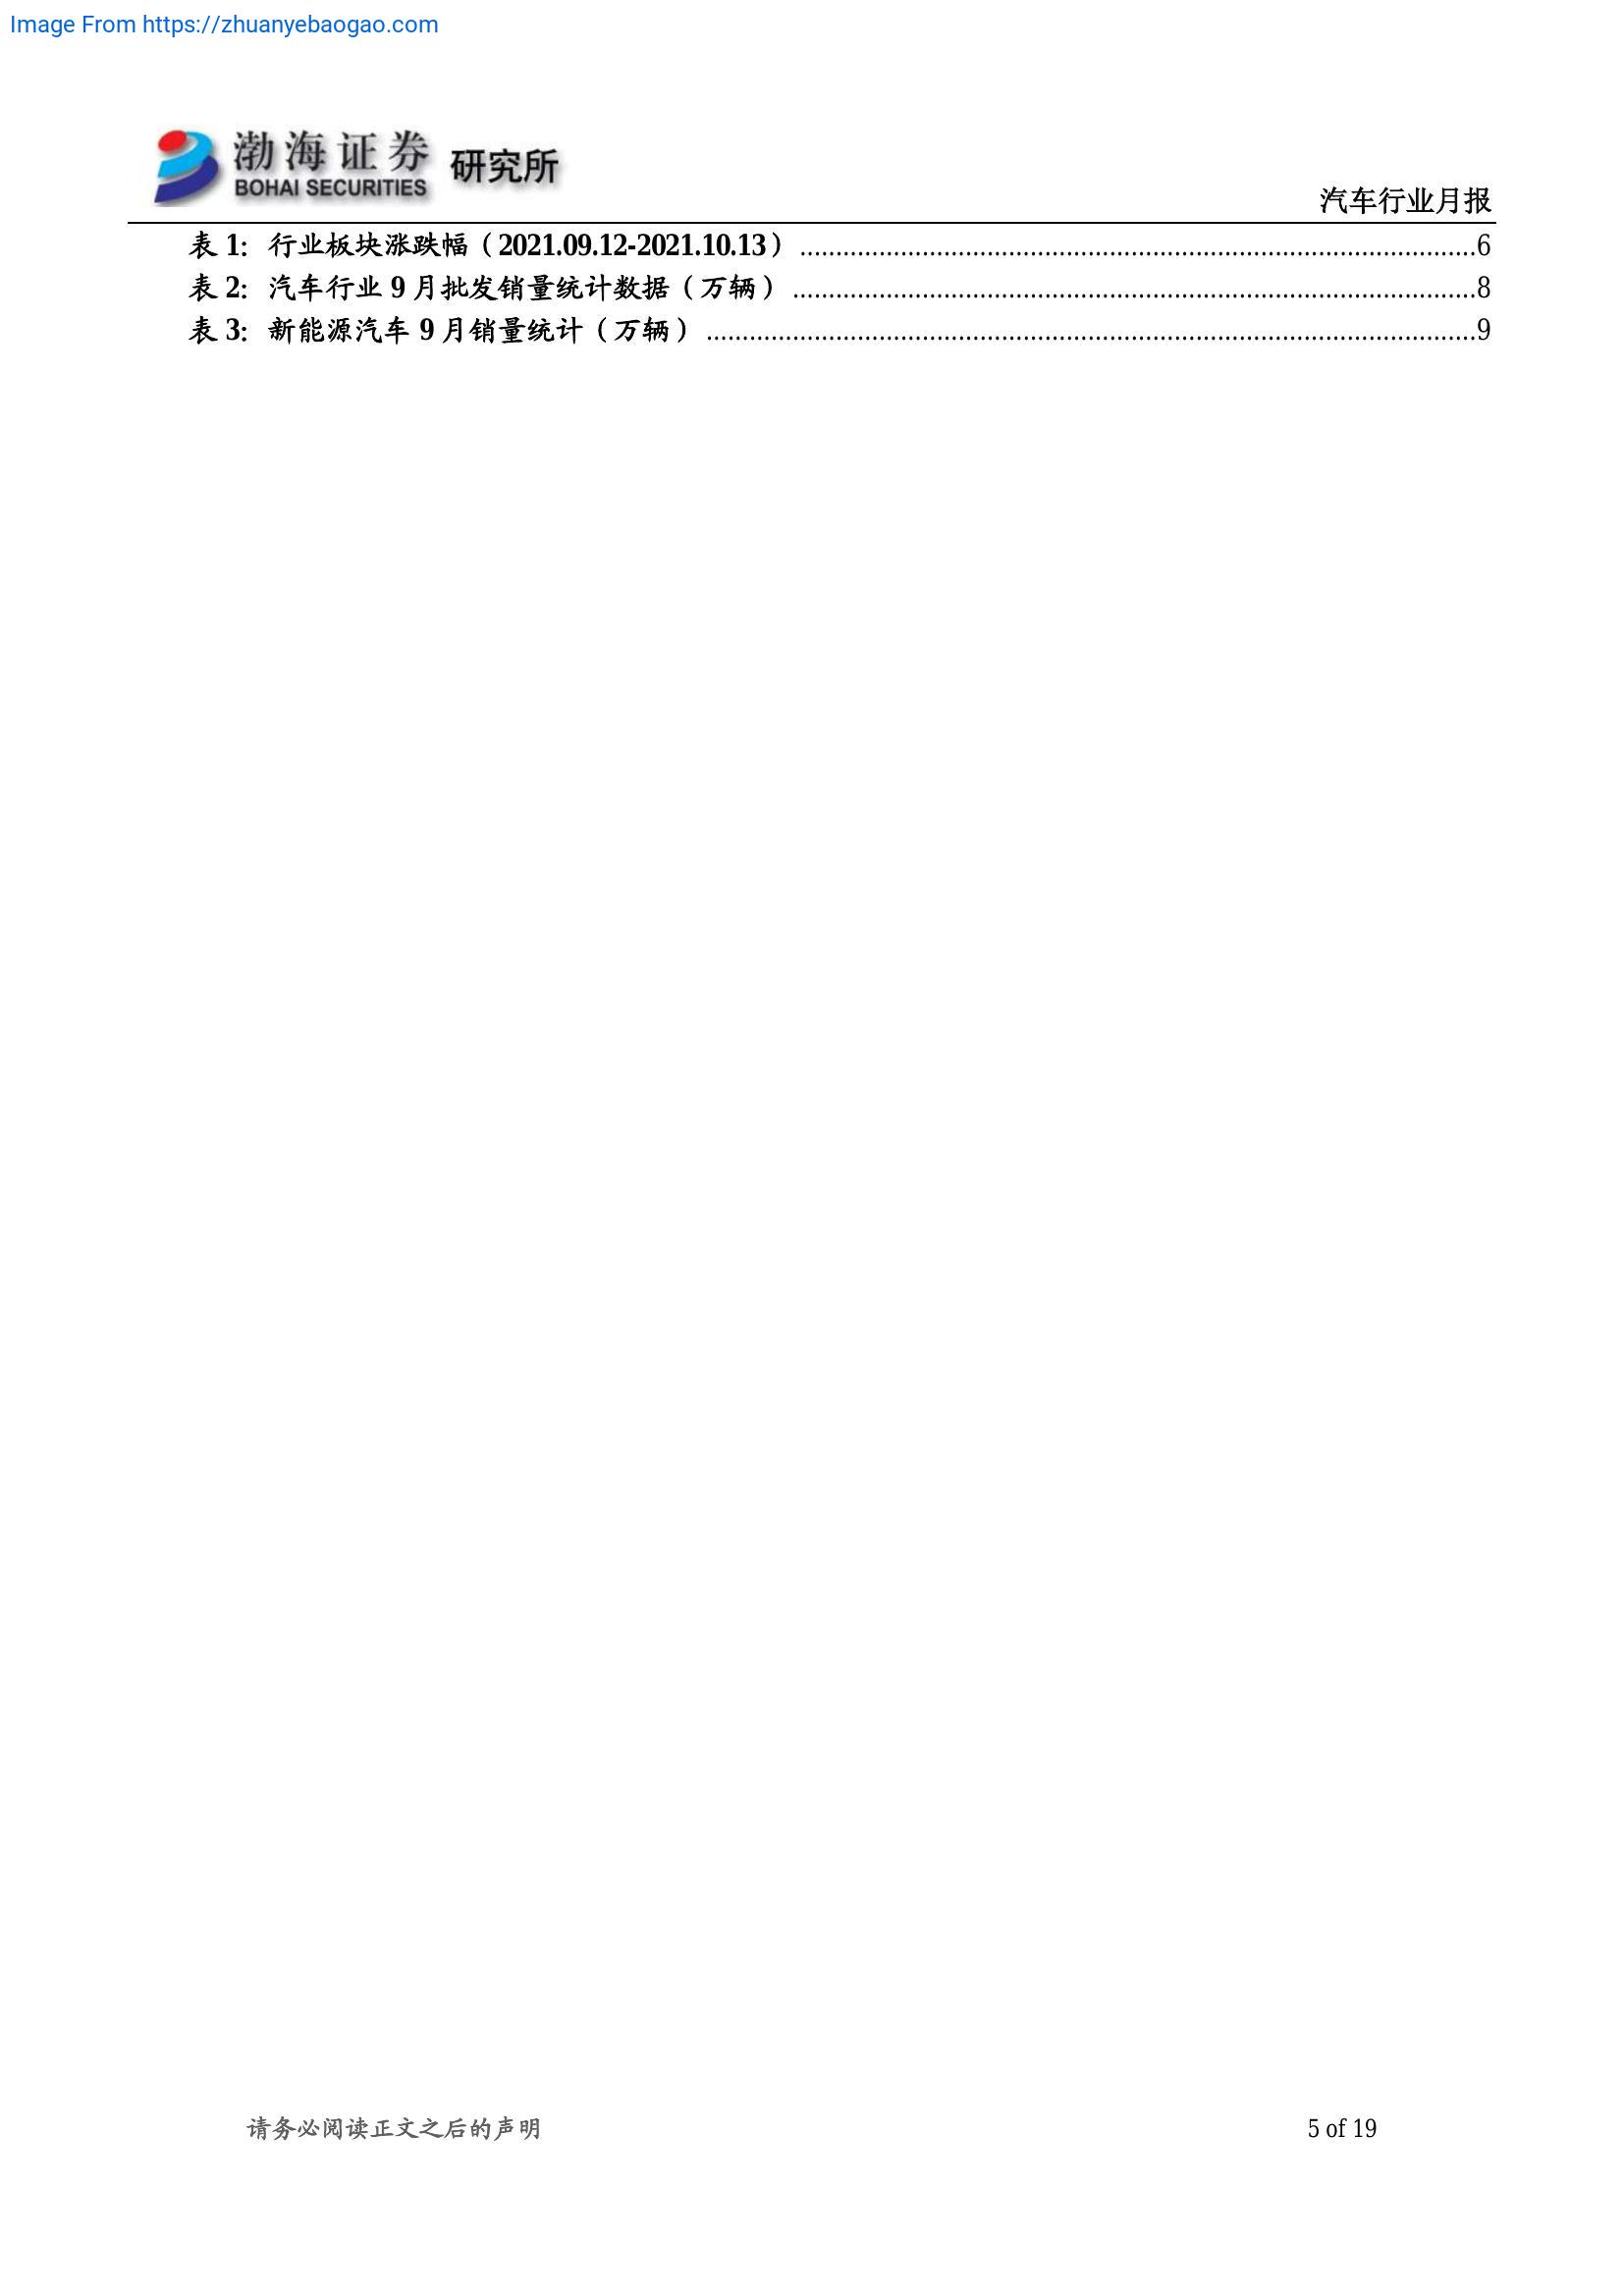 Image From https://zhuanyebaogao.com
渤海证券 研究所
BOHAI SECURITIES
汽车行业月报
表 1: 行业板块涨跌幅（2021.09.12-2021.10.13）...............................................................................................6
表 2: 汽车行业 9 月批发销量统计数据（万辆）................................................................................................8
表 3: 新能源汽车 9 月销量统计（万辆）............................................................................................................9
请务必阅读正文之后的声明
5 of 19